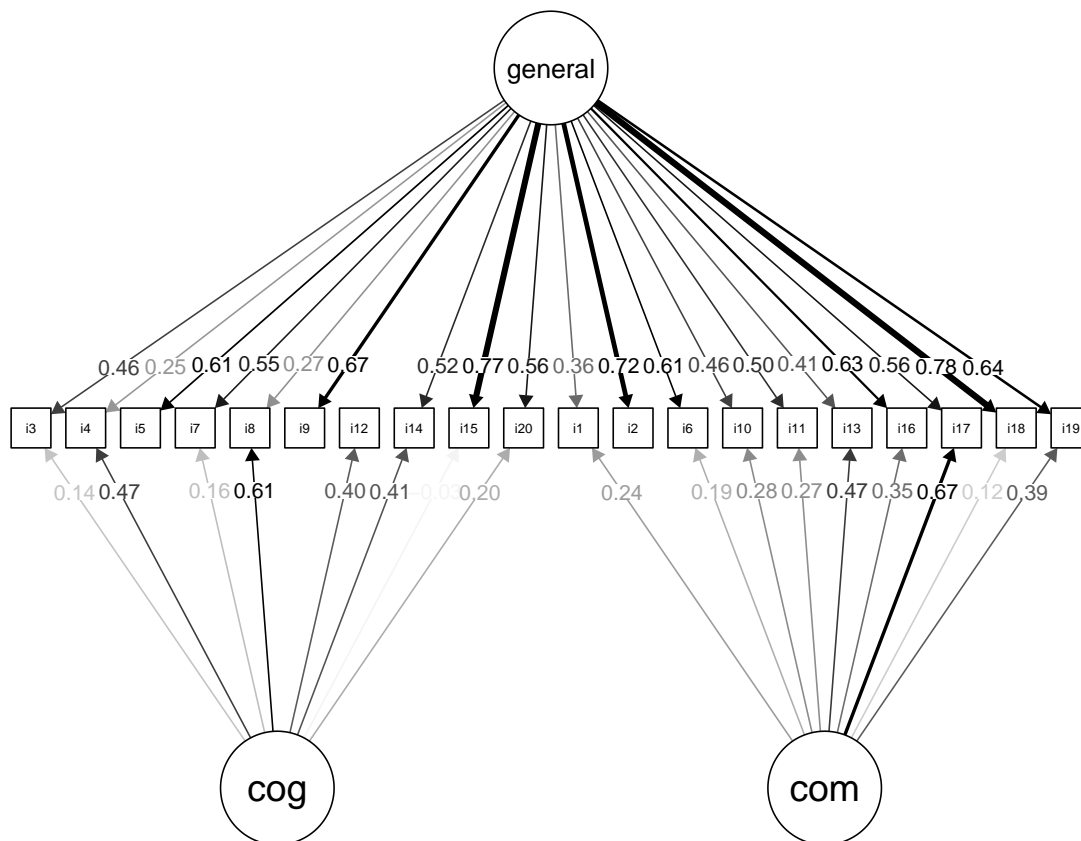 general
0.46 0.25 0.61 0.55 0.27 0.67 0.52 0.77 0.56 0.36 0.72 0.61 0.46 0.50 0.41 0.63 0.56 0.78 0.64
i3 i4 i5 i7 i8 i9 i12 i14 i15 i20 i1 i2 i6 i10 i11 i13 i16 i17 i18 i19
0.14 0.47 0.16 0.61 0.40 0.41 −0.03 0.20 0.24 0.19 0.28 0.27 0.47 0.35 0.67 0.12 0.39
cog com